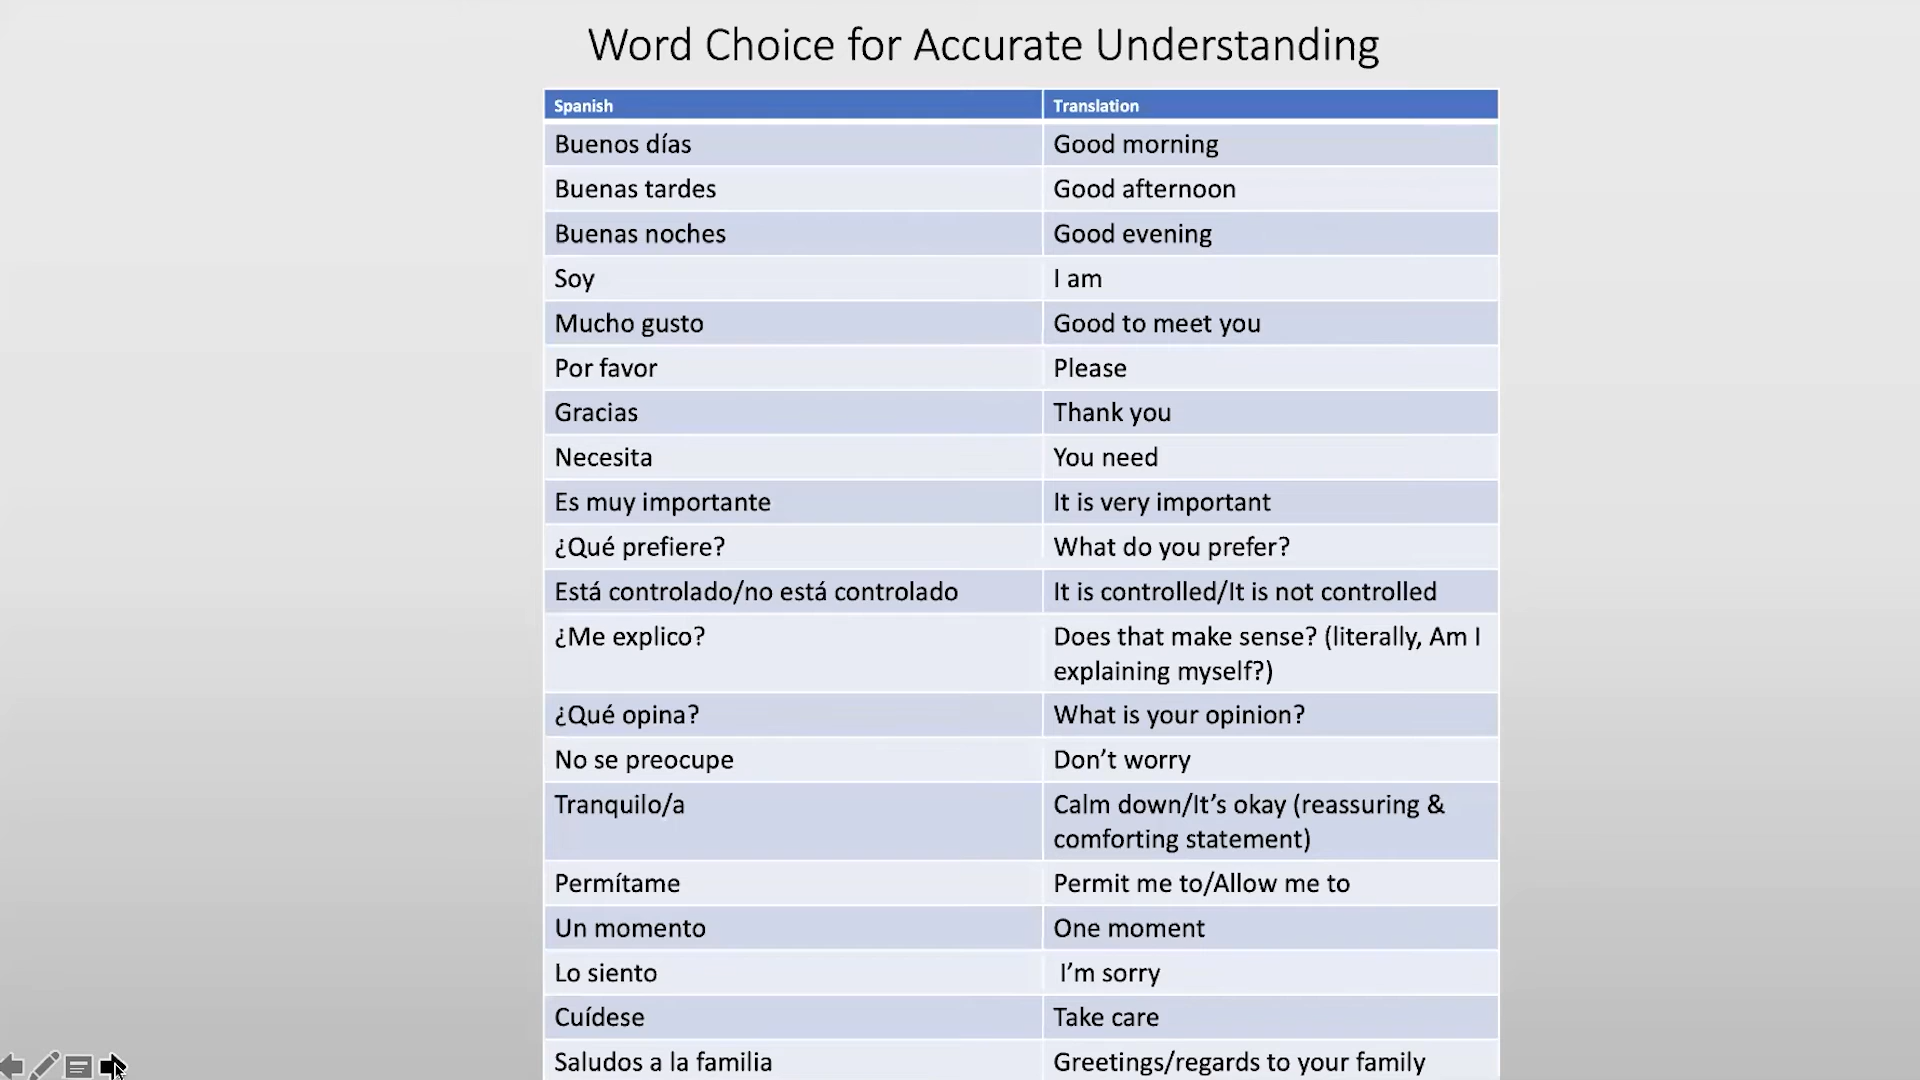 Word Choice for Accurate Understanding
Spanish Translation
Buenos días Good morning
Buenas tardes Good afternoon
Buenas noches Good evening
Soy I am
Mucho gusto Good to meet you
Por favor Please
Gracias Thank you
Necesita You need
Es muy importante It is very important
¿Qué prefiere? What do you prefer?
Está controlado/no está controlado It is controlled/It is not controlled
¿Me explico? Does that make sense? (literally, Am I
explaining myself?)
¿Qué opina? What is your opinion?
No se preocupe Don't worry
Tranquilo/a Calm down/It's okay (reassuring &
comforting statement)
Permítame Permit me to/Allow me to
Un momento One moment
Lo siento I'm sorry
Cuídese Take care
Saludos a la familia Greetings/regards to your family